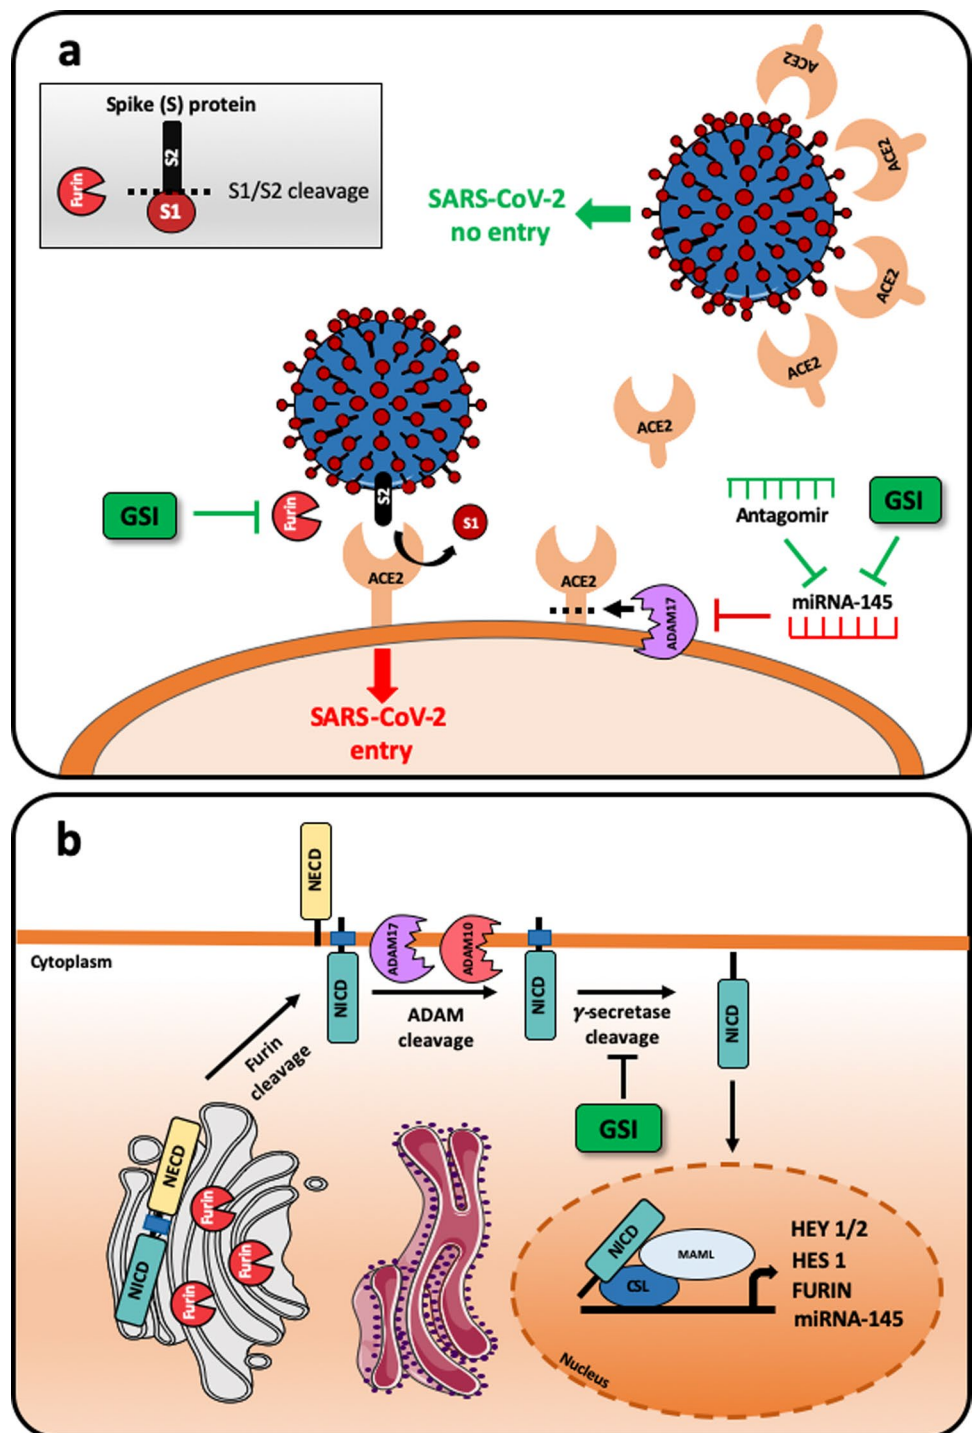 a
Spike (S) protein
S2
Furin
S1/S2 cleavage
S1
ACE2
ACE2
SARS-CoV-2
no entry
ACE2
ACE2
ACE2
S2
GSI
Furin
S1
ACE2
ACE2
ADAM17
Antagomir
GSI
miRNA-145
SARS-CoV-2
entry
b
NECD
Cytoplasm
NICD
ADAM17
ADAM10
NICD
NICD
ADAM
cleavage
γ-secretase
cleavage
Furin
cleavage
GSI
NECD
NICD
Furin
Furin
Furin
NICD
MAML
CSL
HEY 1/2
HES 1
FURIN
miRNA-145
Nucleus